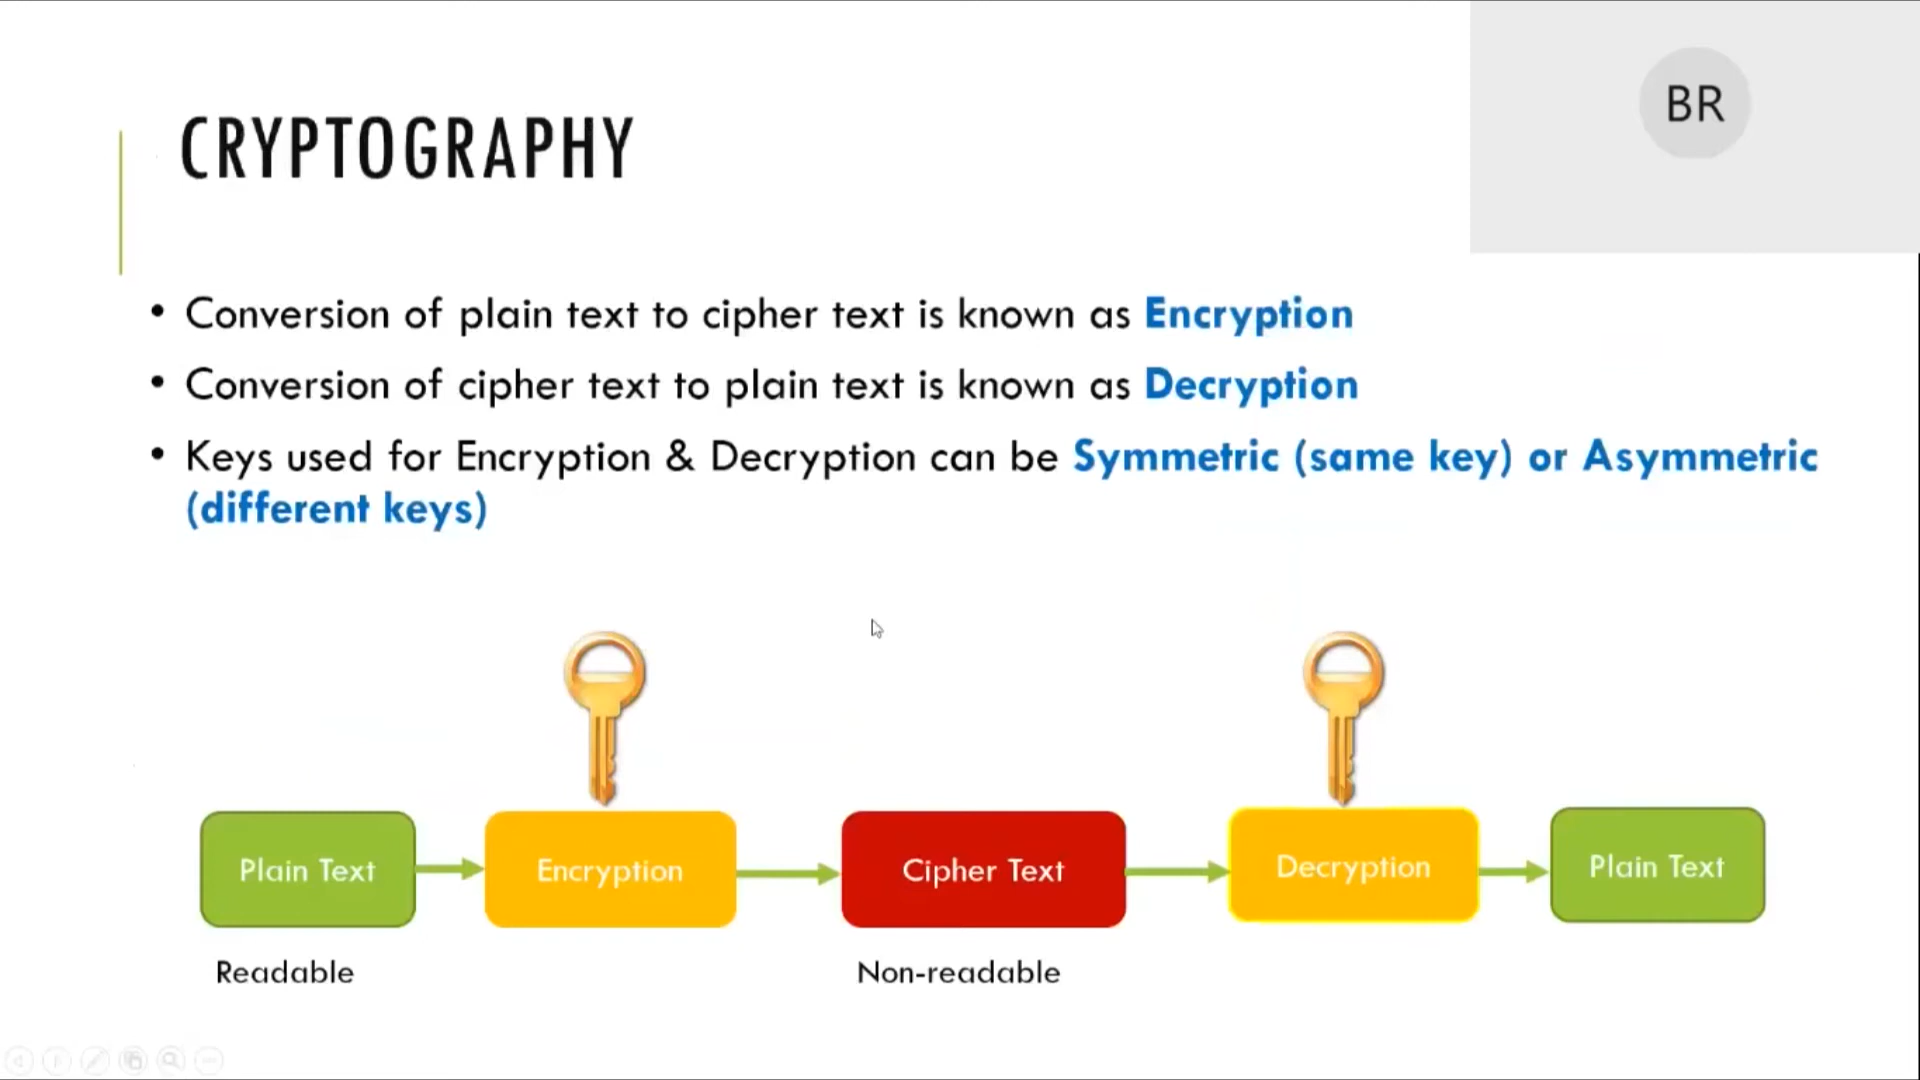 BR
CRYPTOGRAPHY
• Conversion of plain text to cipher text is known as Encryption
• Conversion of cipher text to plain text is known as Decryption
• Keys used for Encryption & Decryption can be Symmetric (same key) or Asymmetric
(different keys)
Plain Text
Encryption
Cipher Text
Decryption
Plain Text
Readable
Non-readable